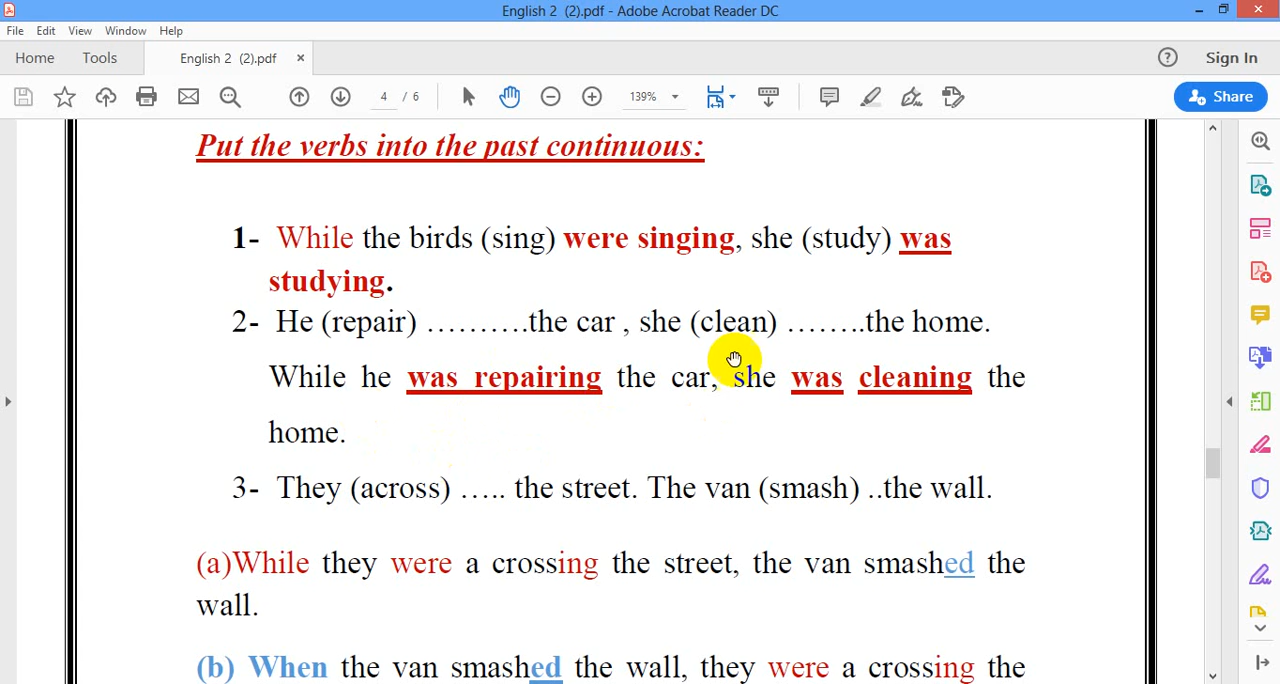 English 2 (2).pdf - Adobe Acrobat Reader DC
File Edit View Window Help
Home Tools English 2 (2).pdf × Sign In
4 / 6 139% Share
Put the verbs into the past continuous:
1- While the birds (sing) were singing, she (study) was
studying.
2- He (repair) ……….the car , she (clean) ……..the home.
While he was repairing the car, she was cleaning the
home.
3- They (across) ….. the street. The van (smash) ..the wall.
(a)While they were a crossing the street, the van smashed the
wall.
(b) When the van smashed the wall, they were a crossing the